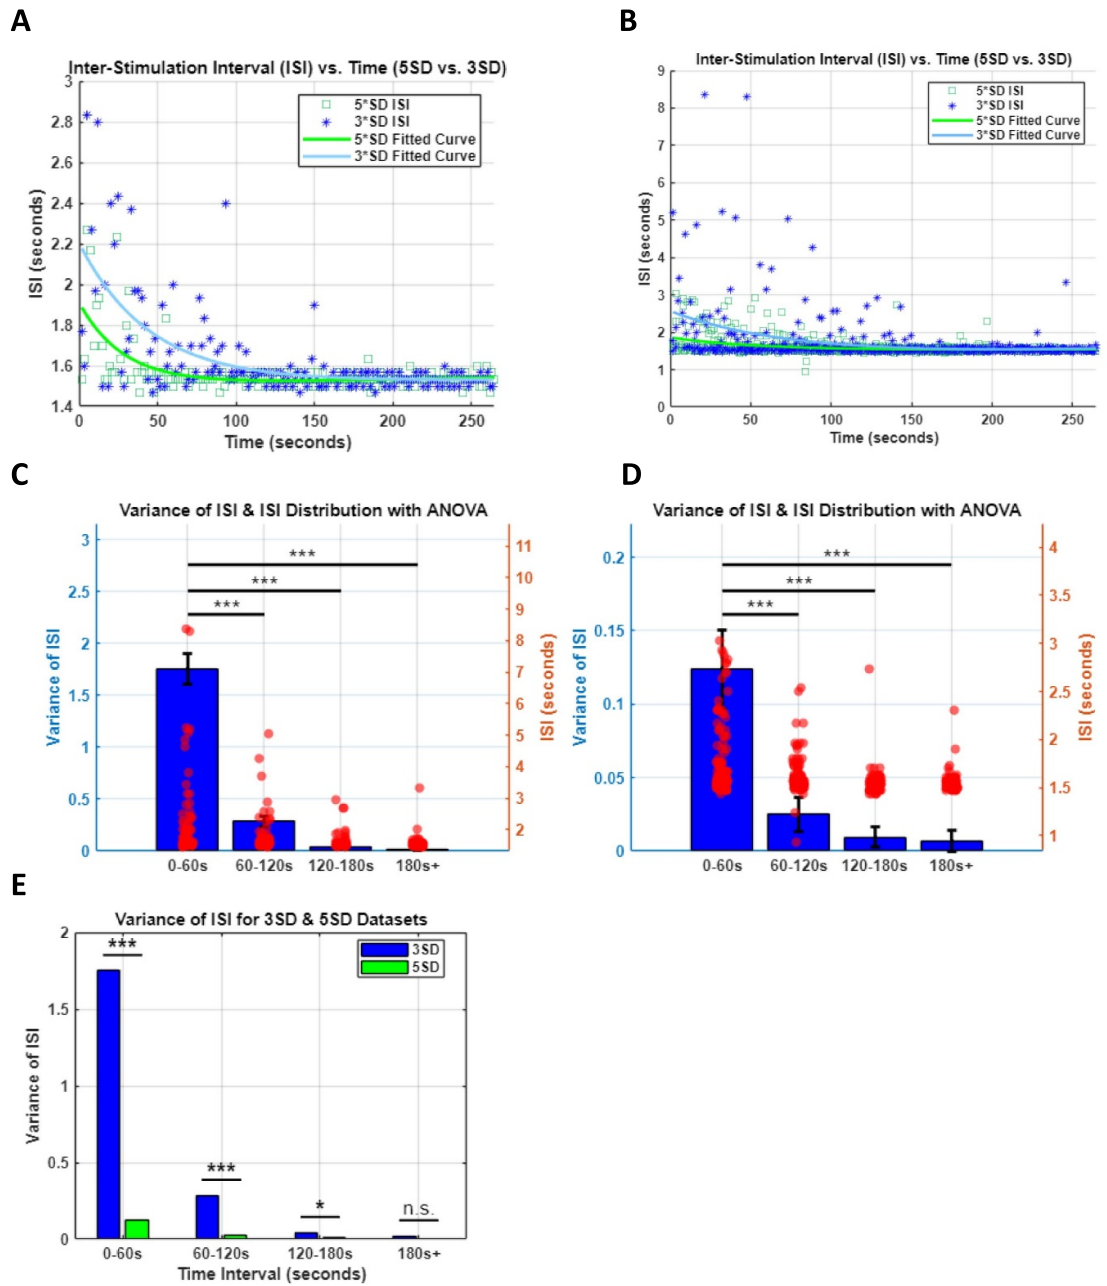 A
B
Inter-Stimulation Interval (ISI) vs. Time (5SD vs. 3SD)
3
2.8
2.6
2.4
2.2
2
1.8
1.6
1.4
0
50
100
150
200
250
ISI (seconds)
Time (seconds)
5*SD ISI
3*SD ISI
5*SD Fitted Curve
3*SD Fitted Curve
Inter-Stimulation Interval (ISI) vs. Time (5SD vs. 3SD)
9
8
7
6
5
4
3
2
1
0
0
50
100
150
200
250
ISI (seconds)
Time (seconds)
5*SD ISI
3*SD ISI
5*SD Fitted Curve
3*SD Fitted Curve
C
D
Variance of ISI & ISI Distribution with ANOVA
3
2.5
2
1.5
1
0.5
0
Variance of ISI
***
***
***
11
10
9
8
7
6
5
4
3
2
ISI (seconds)
0-60s
60-120s
120-180s
180s+
Variance of ISI & ISI Distribution with ANOVA
0.2
0.15
0.1
0.05
0
Variance of ISI
***
***
***
4
3.5
3
2.5
2
1.5
1
ISI (seconds)
0-60s
60-120s
120-180s
180s+
E
Variance of ISI for 3SD & 5SD Datasets
2
1.5
1
0.5
0
Variance of ISI
3SD
5SD
***
***
*
n.s.
0-60s
60-120s
120-180s
180s+
Time Interval (seconds)